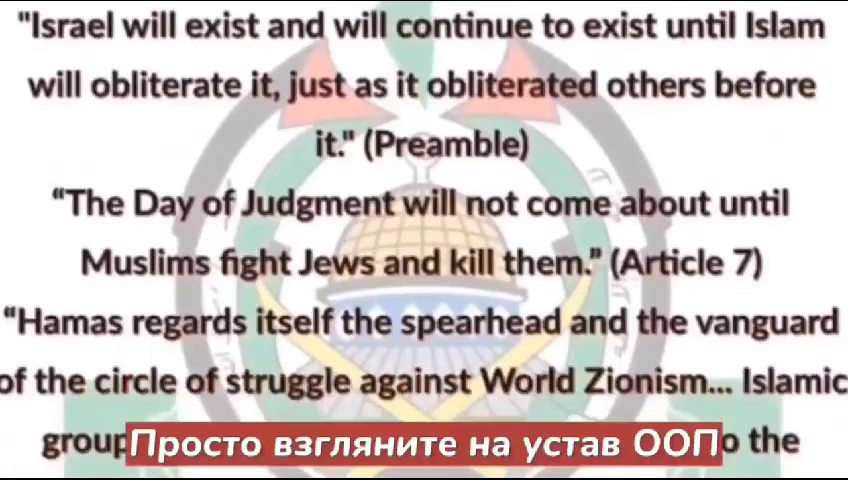 "Israel will exist and will continue to exist until Islam
will obliterate it, just as it obliterated others before
it." (Preamble)
“The Day of Judgment will not come about until
Muslims fight Jews and kill them.” (Article 7)
“Hamas regards itself the spearhead and the vanguard
of the circle of struggle against World Zionism... Islamic
the
Просто взгляните на устав ООП